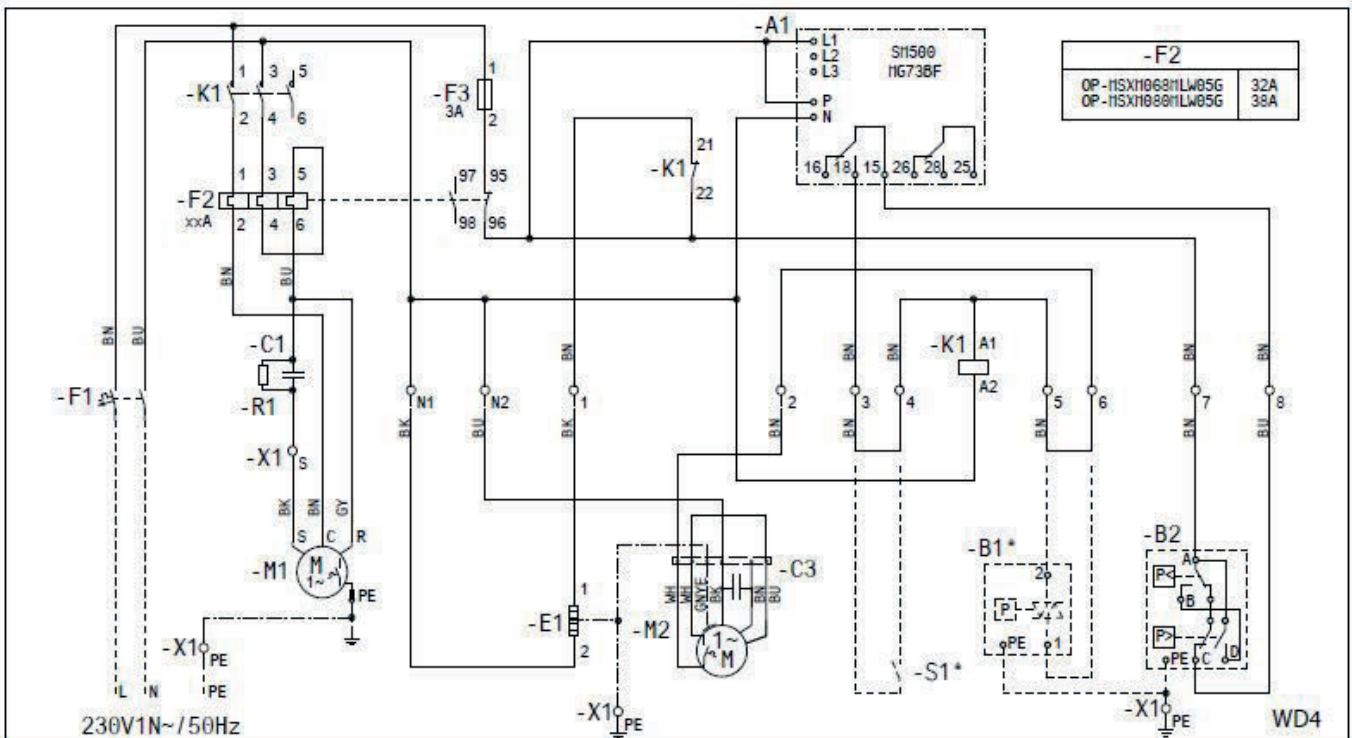 -A1
L1
L2
L3
P
N
SM500
MG73BF
16 18 15 26 28 25
-F2
OP-MSXM068MLW05G 32A
OP-MSXM080MLW05G 38A
-K1
1 3 5
2 4 6
-F3
3A
1
2
-K1
21
22
-F2
xxA
1 3 5
2 4 6
97 95
98 96
BN
BU
BN
BU
-C1
-R1
-F1
-X1 S
BK
BN
GY
S C R
-M1
M
1~
PE
-X1
PE
L N PE
230V1N~/50Hz
N1
BK
N2
BU
BN
1
BK
2
BN
BN
3
BN
BN
4
-K1
A1
A2
BN
5
BN
6
BN
7
BN
BN
8
BU
-E1
1
2
-M2
1~
M
WH
WH
GNYE
BK
BN
BU
-C3
-X1
PE
-S1*
-B1*
2
P
PE
1
-B2
A
P<
B
P>
PE
C
D
-X1
PE
WD4